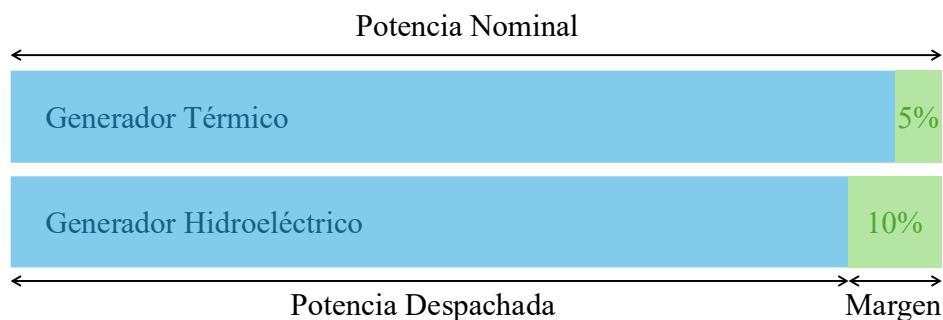 Potencia Nominal
Generador Térmico
5%
Generador Hidroeléctrico
10%
Potencia Despachada
Margen